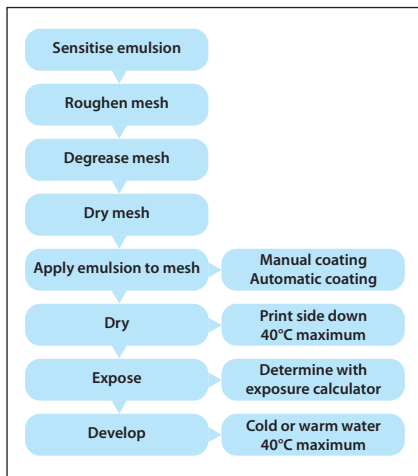 Sensitise emulsion
Roughen mesh
Degrease mesh
Dry mesh
Apply emulsion to mesh
Manual coating
Automatic coating
Dry
Print side down
40°C maximum
Expose
Determine with
exposure calculator
Develop
Cold or warm water
40°C maximum